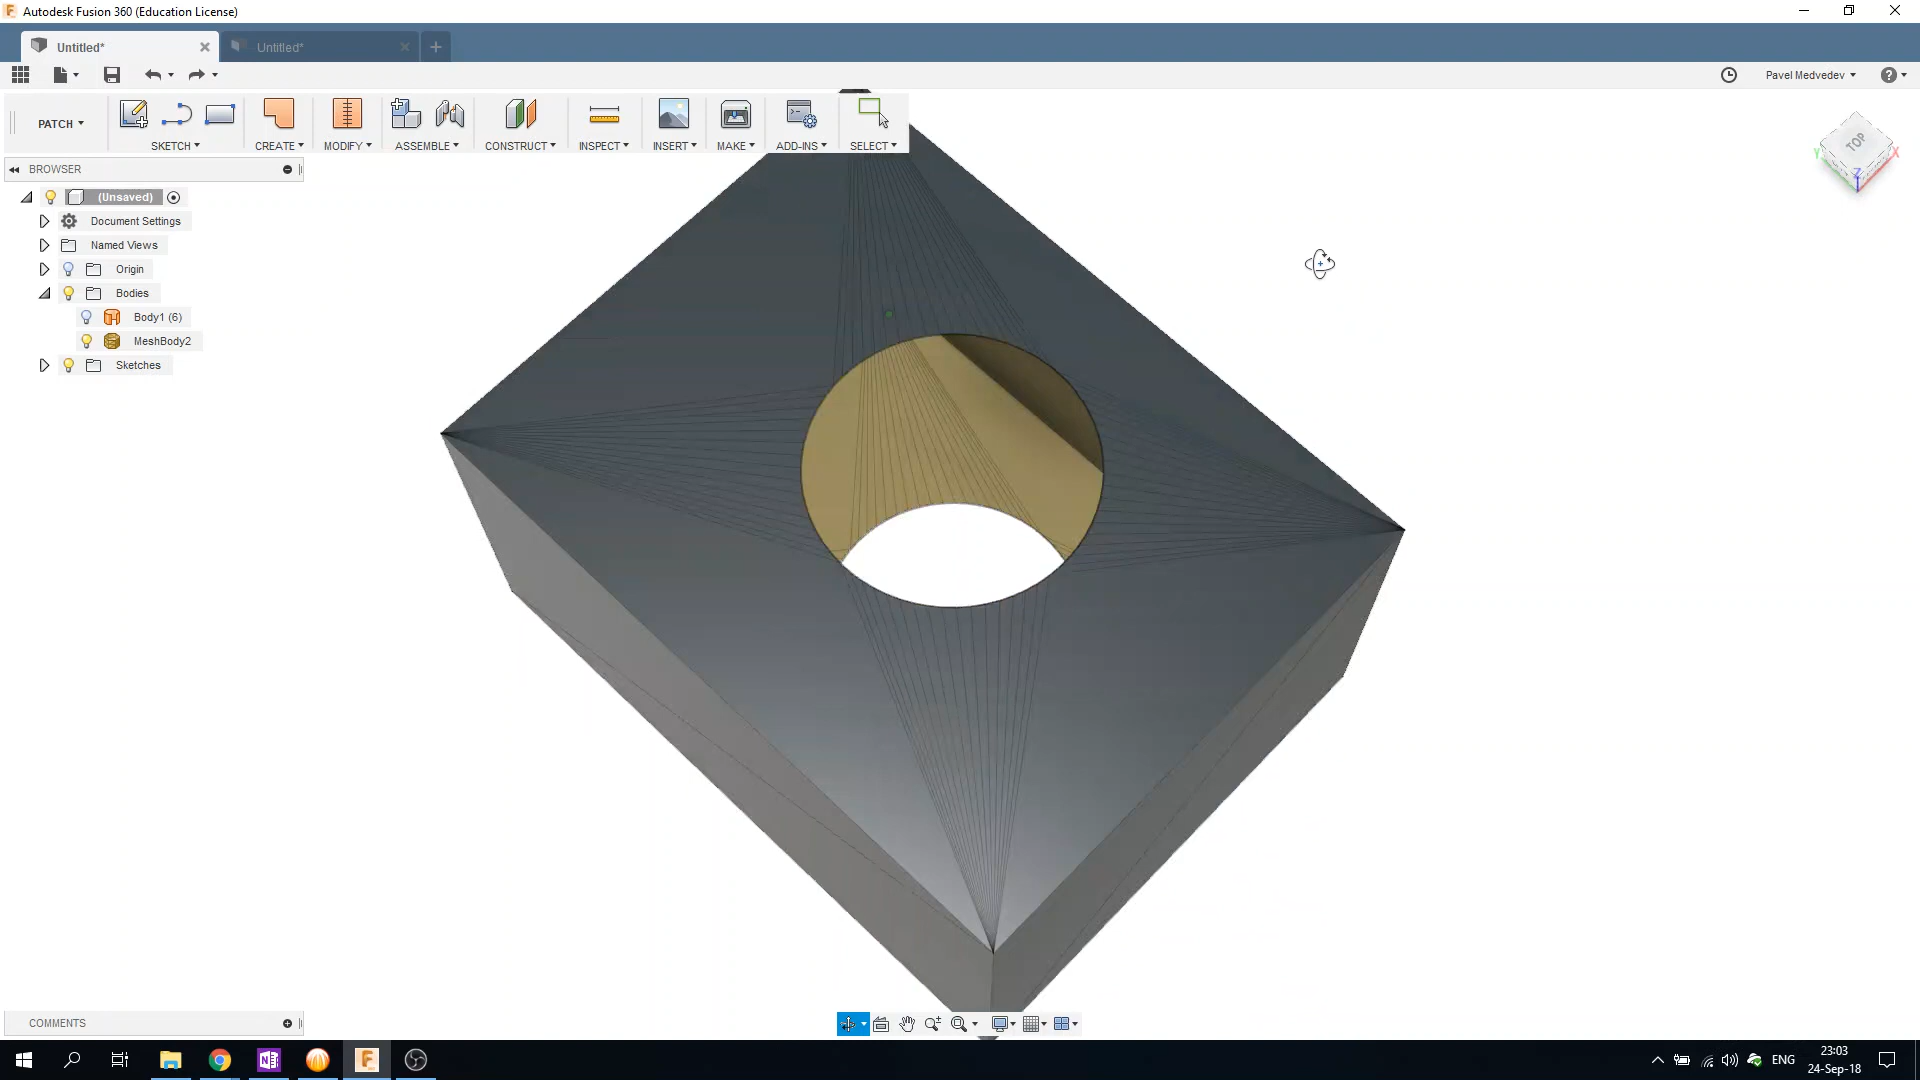 Autodesk Fusion 360 (Education License)
Untitled*
Untitled*
Pavel Medvedev
PATCH
SKETCH
CREATE
MODIFY
ASSEMBLE
CONSTRUCT
INSPECT
INSERT
MAKE
ADD-INS
SELECT
BROWSER
(Unsaved)
Document Settings
Named Views
Origin
Bodies
Body1 (6)
MeshBody2
Sketches
TOP
Y
X
Z
COMMENTS
ENG
23:03
24-Sep-18